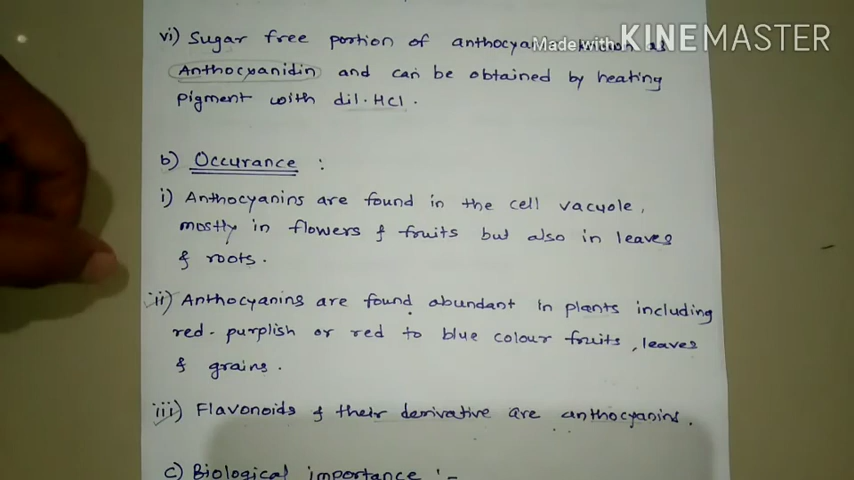 vi) Sugar free portion of anthocyan
Made with KINEMASTER
Anthocyanidin and can be obtained by heating
pigment with dil. HCl.
b) Occurance :
i) Anthocyanins are found in the cell vacuole,
mostly in flowers & fruits but also in leaves
& roots.
ii) Anthocyanins are found abundant in plants including
red-purplish or red to blue colour fruits, leaves
& grains.
iii) Flavonoids & their derivative are anthocyanins.
c) Biological importance :-